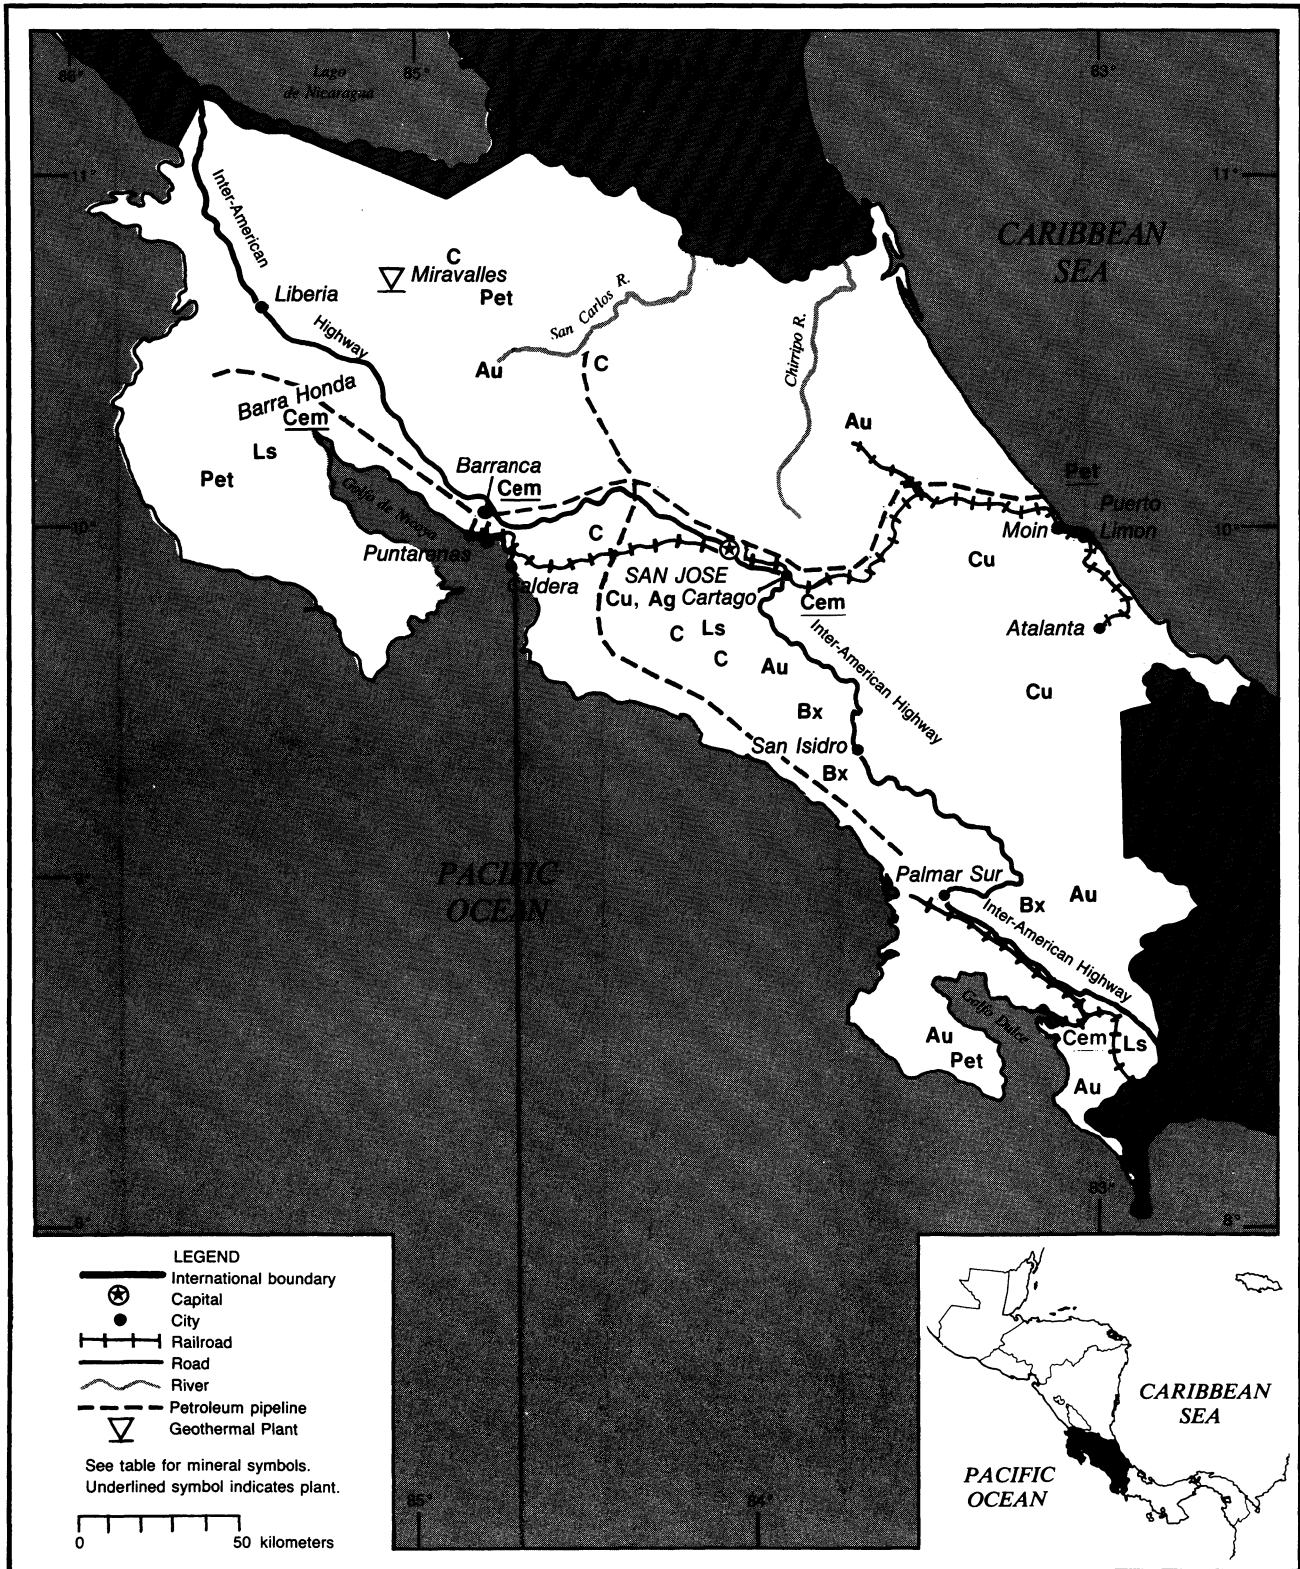 86°
Lago
de Nicaragua
85°
83°
11°
11°
Inter-American
CARIBBEAN
SEA
C
Miravalles
Pet
Liberia
San Carlos R.
Highway
Chirripo R.
Au
C
Barra Honda
Cem
Au
Ls
Pet
Barranca
Cem
Pet
Golfo de Nicoya
Puerto
Limon
Moin
10°
10°
C
Puntarenas
Cu
Caldera
SAN JOSE
Cu, Ag
Cartago
Cem
Ls
C
Inter-American Highway
Atalanta
C
Au
Cu
Bx
San Isidro
Bx
PACIFIC
OCEAN
Palmar Sur
Au
Bx
Inter-American Highway
Golfo Dulce
Au
Pet
Cem
Ls
Au
83°
8°
8°
LEGEND
International boundary
Capital
City
Railroad
Road
River
Petroleum pipeline
Geothermal Plant
See table for mineral symbols.
Underlined symbol indicates plant.
0 50 kilometers
85°
84°
CARIBBEAN
SEA
PACIFIC
OCEAN